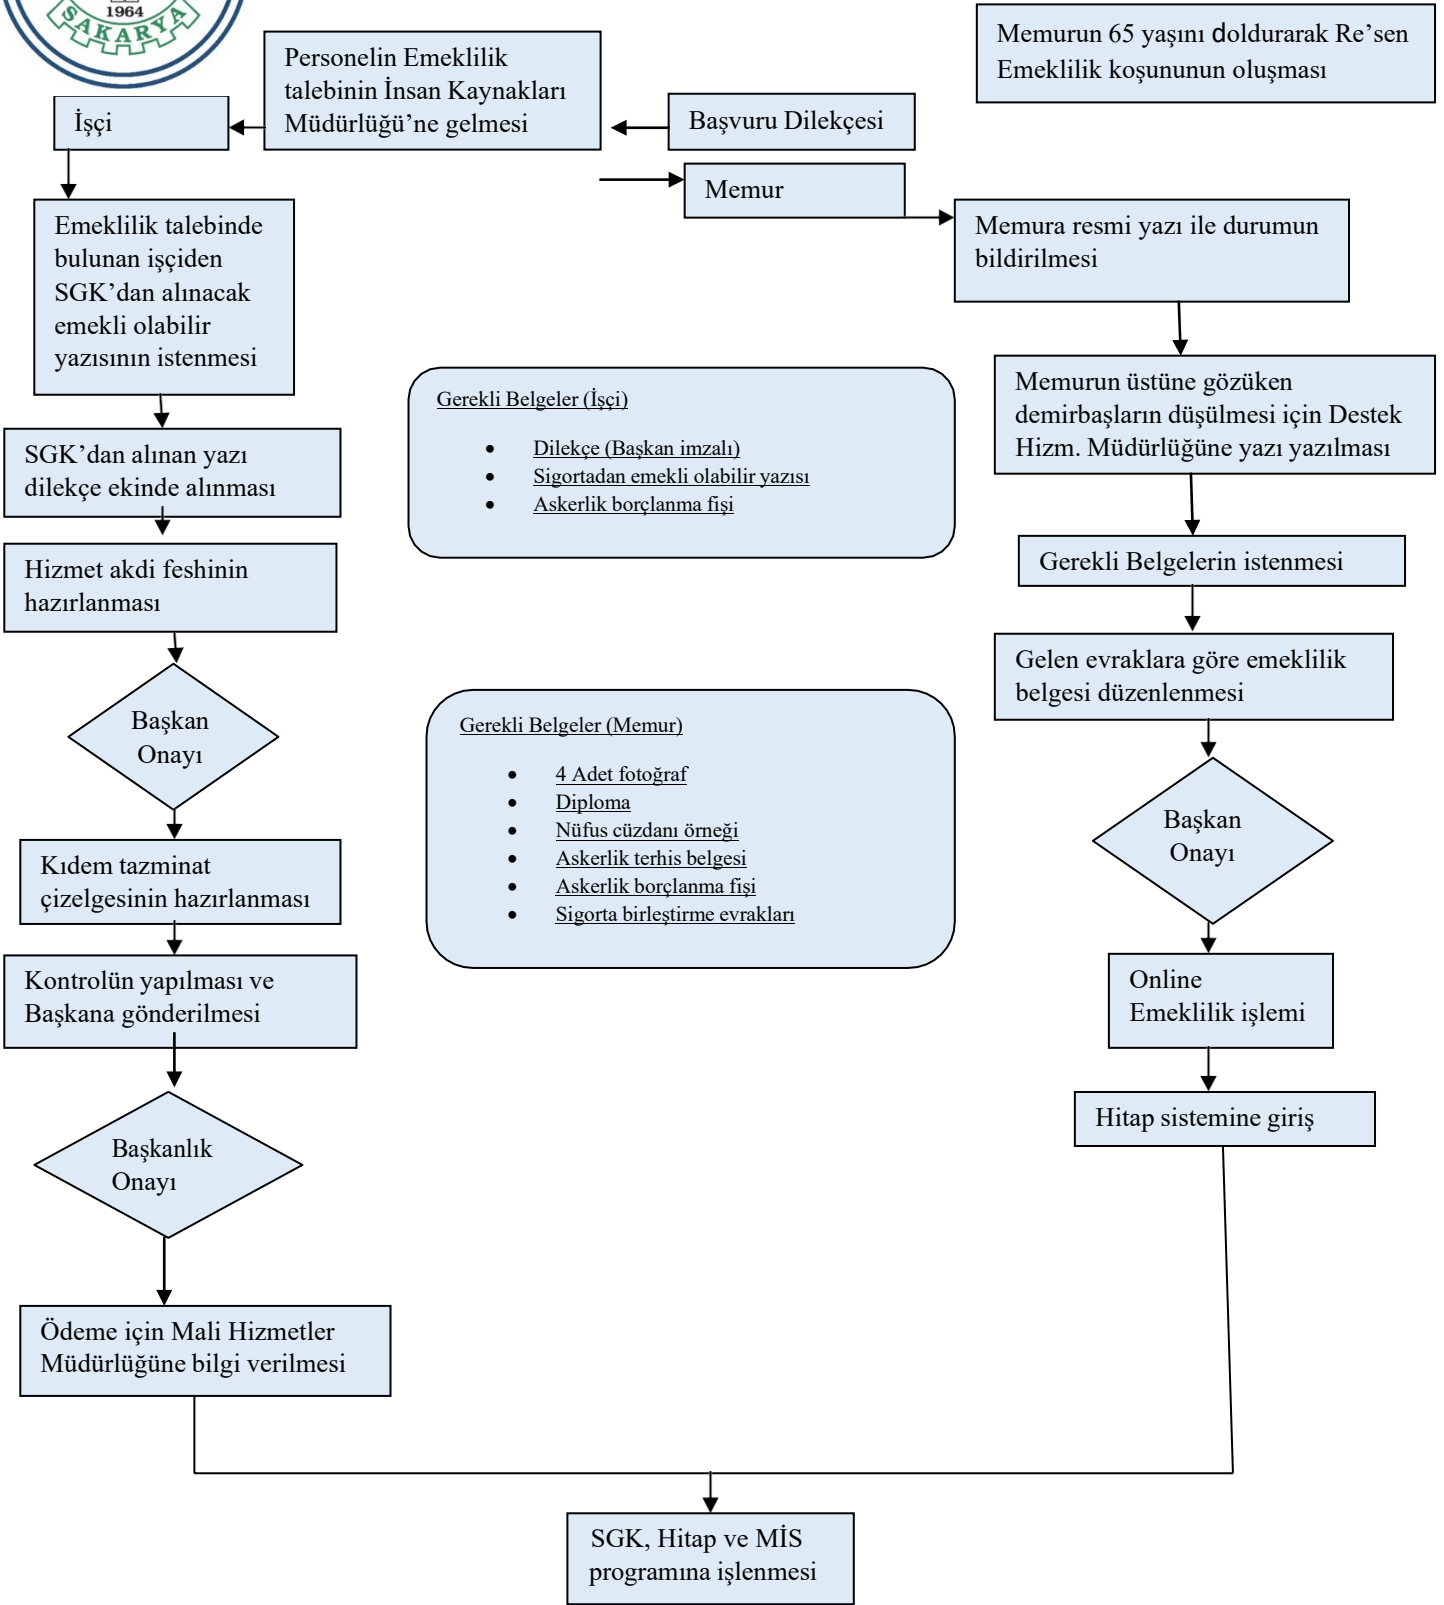 1964
SAKARYA
Personelin Emeklilik
talebinin İnsan Kaynakları
Müdürlüğü’ne gelmesi
Memurun 65 yaşını doldurarak Re’sen
Emeklilik koşununun oluşması
İşçi
Başvuru Dilekçesi
Memur
Emeklilik talebinde
bulunan işçiden
SGK’dan alınacak
emekli olabilir
yazısının istenmesi
Memura resmi yazı ile durumun
bildirilmesi
SGK’dan alınan yazı
dilekçe ekinde alınması
Gerekli Belgeler (İşçi)
• Dilekçe (Başkan imzalı)
• Sigortadan emekli olabilir yazısı
• Askerlik borçlanma fişi
Memurun üstüne gözüken
demirbaşların düşülmesi için Destek
Hizm. Müdürlüğüne yazı yazılması
Hizmet akdi feshinin
hazırlanması
Gerekli Belgelerin istenmesi
Gelen evraklara göre emeklilik
belgesi düzenlenmesi
Başkan
Onayı
Gerekli Belgeler (Memur)
• 4 Adet fotoğraf
• Diploma
• Nüfus cüzdanı örneği
• Askerlik terhis belgesi
• Askerlik borçlanma fişi
• Sigorta birleştirme evrakları
Başkan
Onayı
Kıdem tazminat
çizelgesinin hazırlanması
Kontrolün yapılması ve
Başkana gönderilmesi
Online
Emeklilik işlemi
Başkanlık
Onayı
Hitap sistemine giriş
Ödeme için Mali Hizmetler
Müdürlüğüne bilgi verilmesi
SGK, Hitap ve MİS
programına işlenmesi